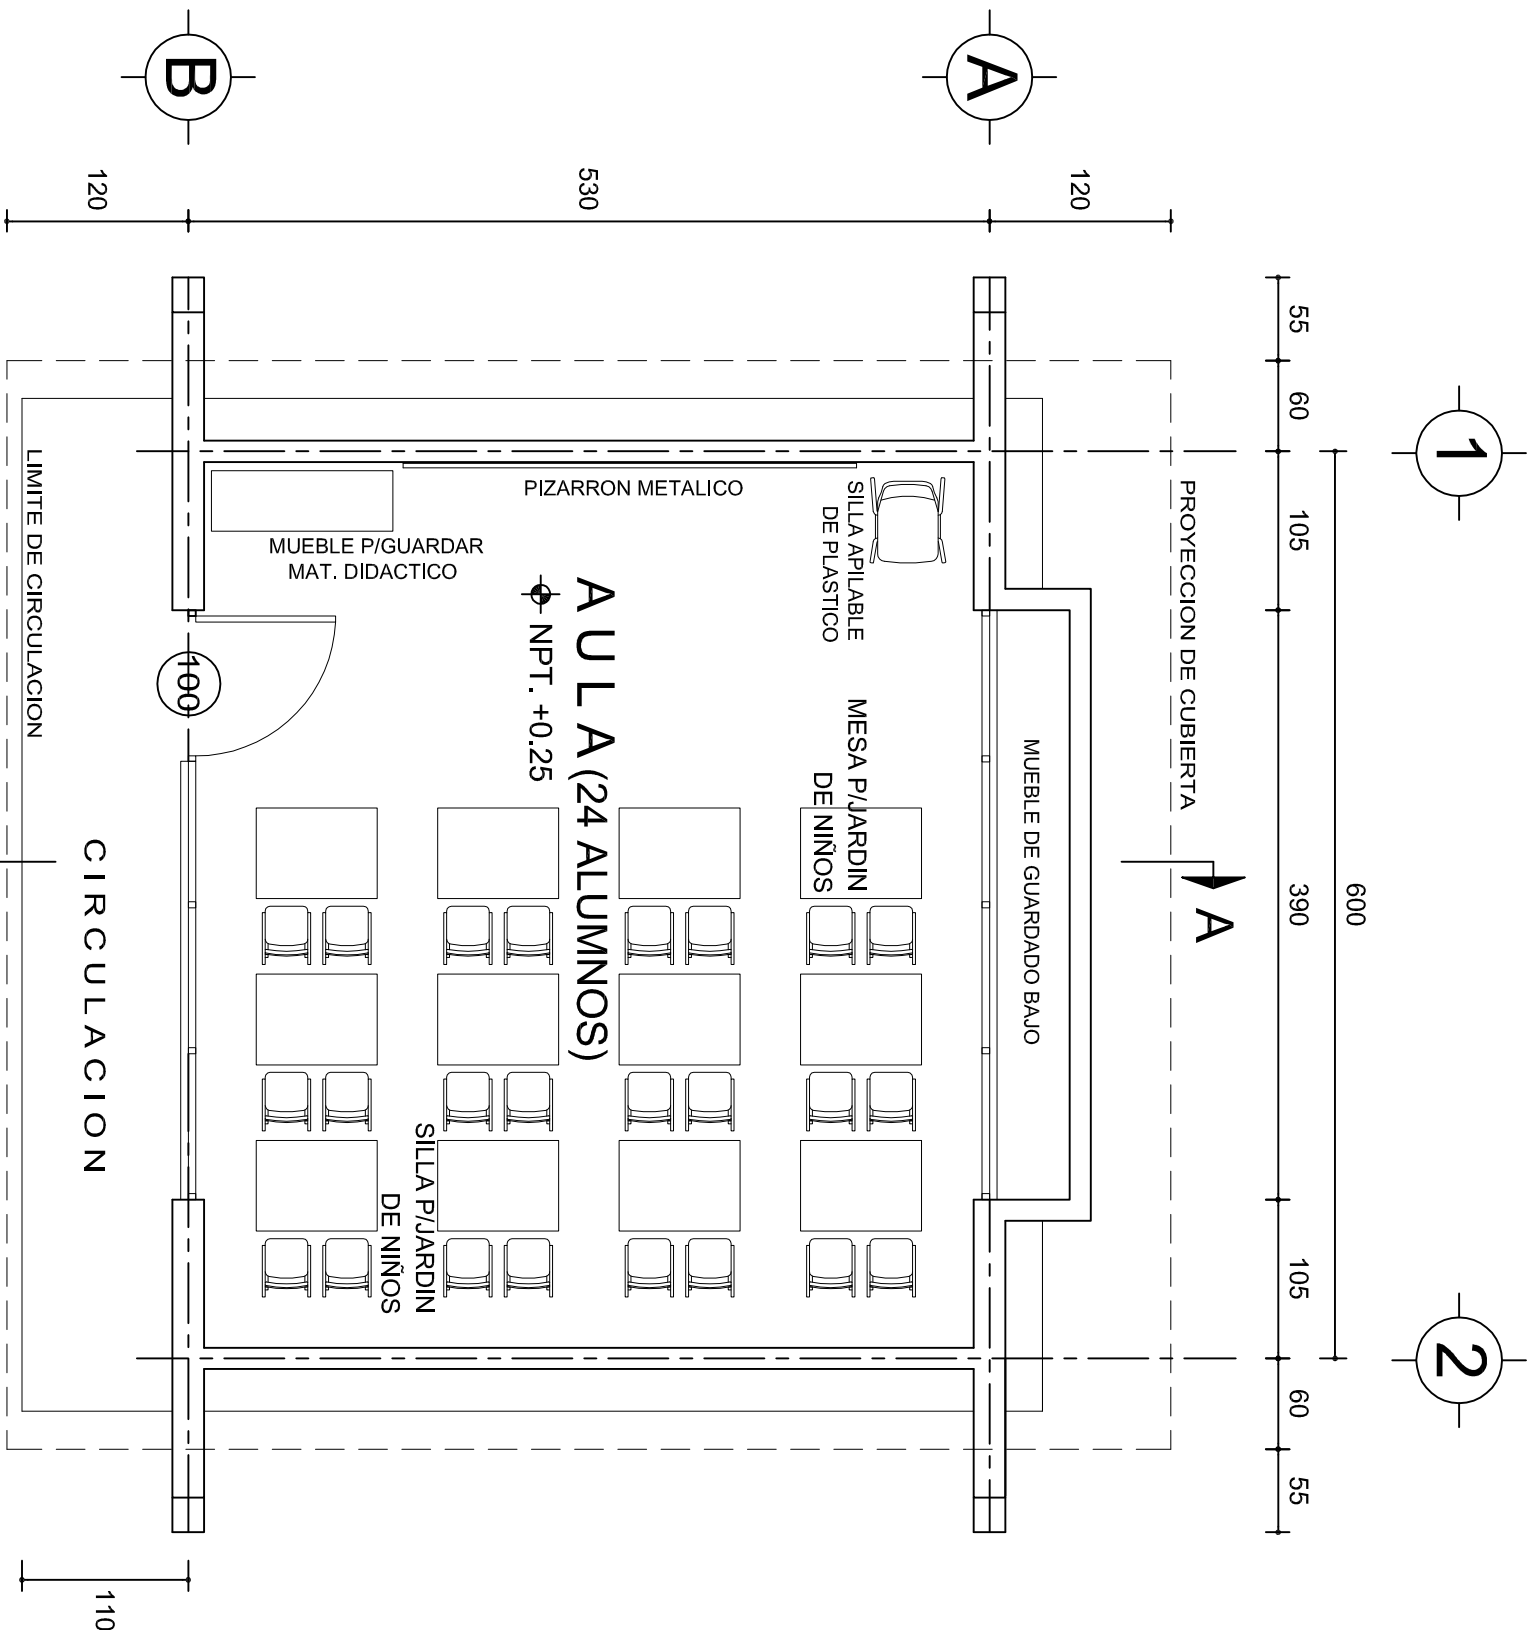 1
2
600
55
60
105
390
105
60
55
A
PROYECCION DE CUBIERTA
A
120
MUEBLE DE GUARDADO BAJO
SILLA APILABLE
DE PLASTICO
MESA P/JARDIN
DE NIÑOS
PIZARRON METALICO
530
A U L A (24 ALUMNOS)
NPT. +0.25
MUEBLE P/GUARDAR
MAT. DIDACTICO
SILLA P/JARDIN
DE NIÑOS
B
100
120
CIRCULACION
110
LIMITE DE CIRCULACION